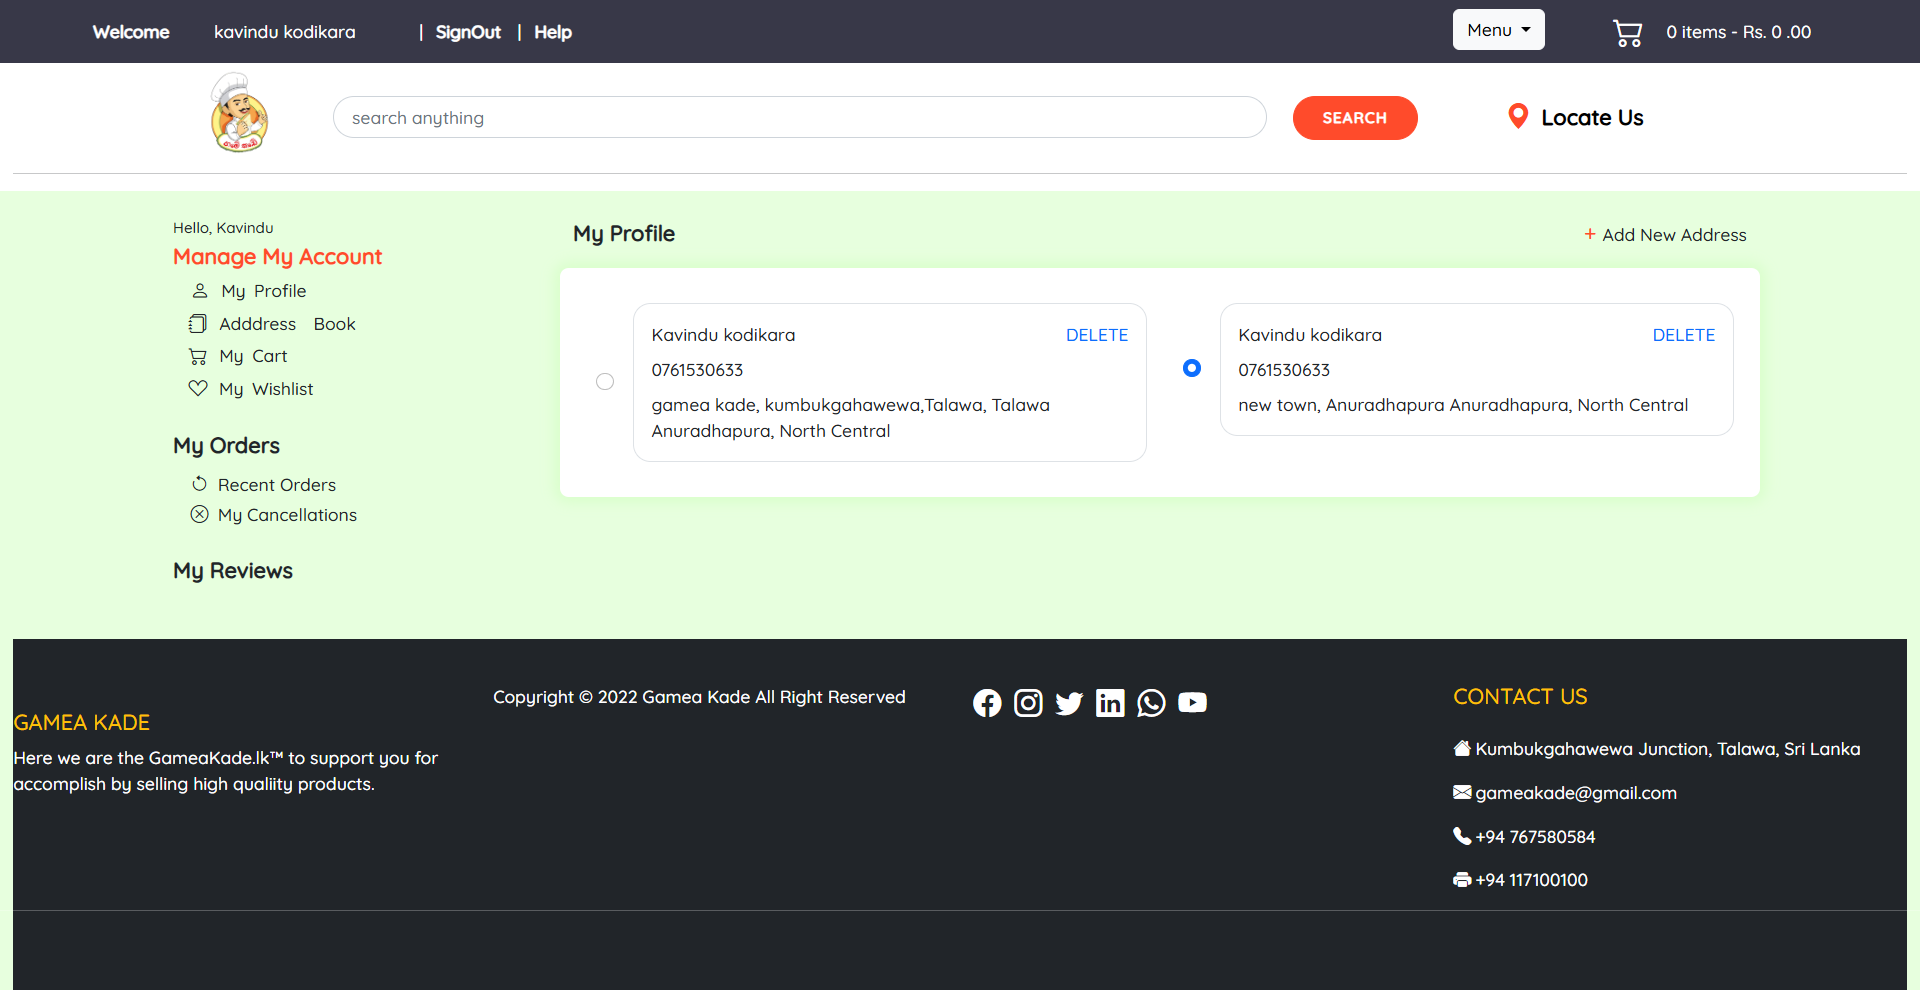 Welcome kavindu kodikara | SignOut | Help Menu 0 items - Rs. 0 .00
search anything SEARCH Locate Us
Hello, Kavindu
Manage My Account
My Profile
Adddress Book
My Cart
My Wishlist
My Orders
Recent Orders
My Cancellations
My Reviews
My Profile + Add New Address
Kavindu kodikara DELETE
0761530633
gamea kade, kumbukgahawewa,Talawa, Talawa
Anuradhapura, North Central
Kavindu kodikara DELETE
0761530633
new town, Anuradhapura Anuradhapura, North Central
GAMEA KADE
Here we are the GameaKade.lk™ to support you for
accomplish by selling high qualiity products.
Copyright © 2022 Gamea Kade All Right Reserved
CONTACT US
Kumbukgahawewa Junction, Talawa, Sri Lanka
gameakade@gmail.com
+94 767580584
+94 117100100